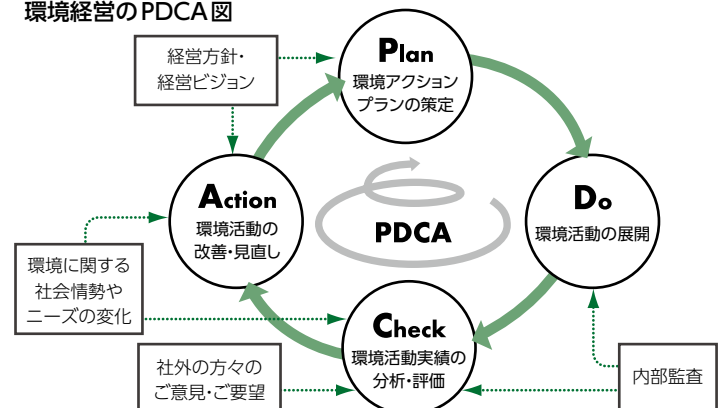 環境経営のPDCA図
経営方針・
経営ビジョン
Plan
環境アクション
プランの策定
Action
環境活動の
改善・見直し
PDCA
Do
環境活動の展開
環境に関する
社会情勢や
ニーズの変化
Check
環境活動実績の
分析・評価
社外の方々の
ご意見・ご要望
内部監査